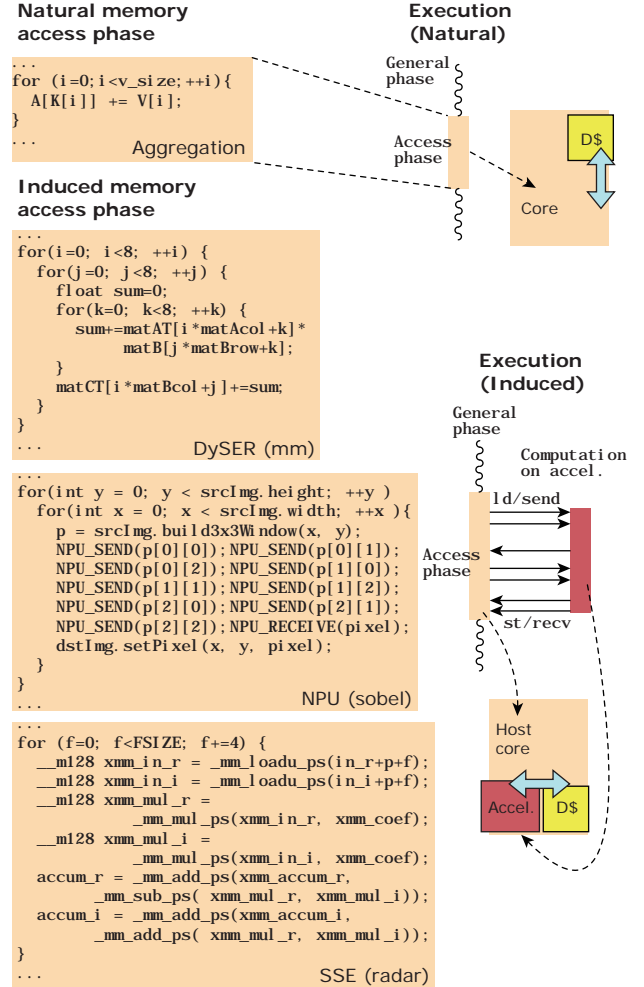 Natural memory
access phase
...
for (i=0;i<v_size;++i){
  A[K[i]] += V[i];
}
...
Aggregation
Execution
(Natural)
General
phase
Access
phase
D$
Core
Induced memory
access phase
...
for(i=0; i<8; ++i) {
  for(j=0; j<8; ++j) {
    float sum=0;
    for(k=0; k<8; ++k) {
      sum+=matAT[i*matAcol+k]*
          matB[j*matBrow+k];
    }
    matCT[i*matBcol+j]+=sum;
  }
}
...
DySER (mm)
...
for(int y = 0; y < srcImg.height; ++y )
  for(int x = 0; x < srcImg.width; ++x ){
    p = srcImg.build3x3Window(x, y);
    NPU_SEND(p[0][0]);NPU_SEND(p[0][1]);
    NPU_SEND(p[0][2]);NPU_SEND(p[1][0]);
    NPU_SEND(p[1][1]);NPU_SEND(p[1][2]);
    NPU_SEND(p[2][0]);NPU_SEND(p[2][1]);
    NPU_SEND(p[2][2]);NPU_RECEIVE(pixel);
    dstImg.setPixel(x, y, pixel);
  }
}
...
NPU (sobel)
...
for (f=0; f<FSIZE; f+=4) {
  __m128 xmm_in_r = _mm_loadu_ps(in_r+p+f);
  __m128 xmm_in_i = _mm_loadu_ps(in_i+p+f);
  __m128 xmm_mul_r =
          _mm_mul_ps(xmm_in_r, xmm_coef);
  __m128 xmm_mul_i =
          _mm_mul_ps(xmm_in_i, xmm_coef);
  accum_r = _mm_add_ps(xmm_accum_r,
       _mm_sub_ps( xmm_mul_r, xmm_mul_i));
  accum_i = _mm_add_ps(xmm_accum_i,
       _mm_add_ps( xmm_mul_r, xmm_mul_i));
}
...
SSE (radar)
Execution
(Induced)
General
phase
Computation
on accel.
ld/send
Access
phase
st/recv
Host
core
Accel.
D$